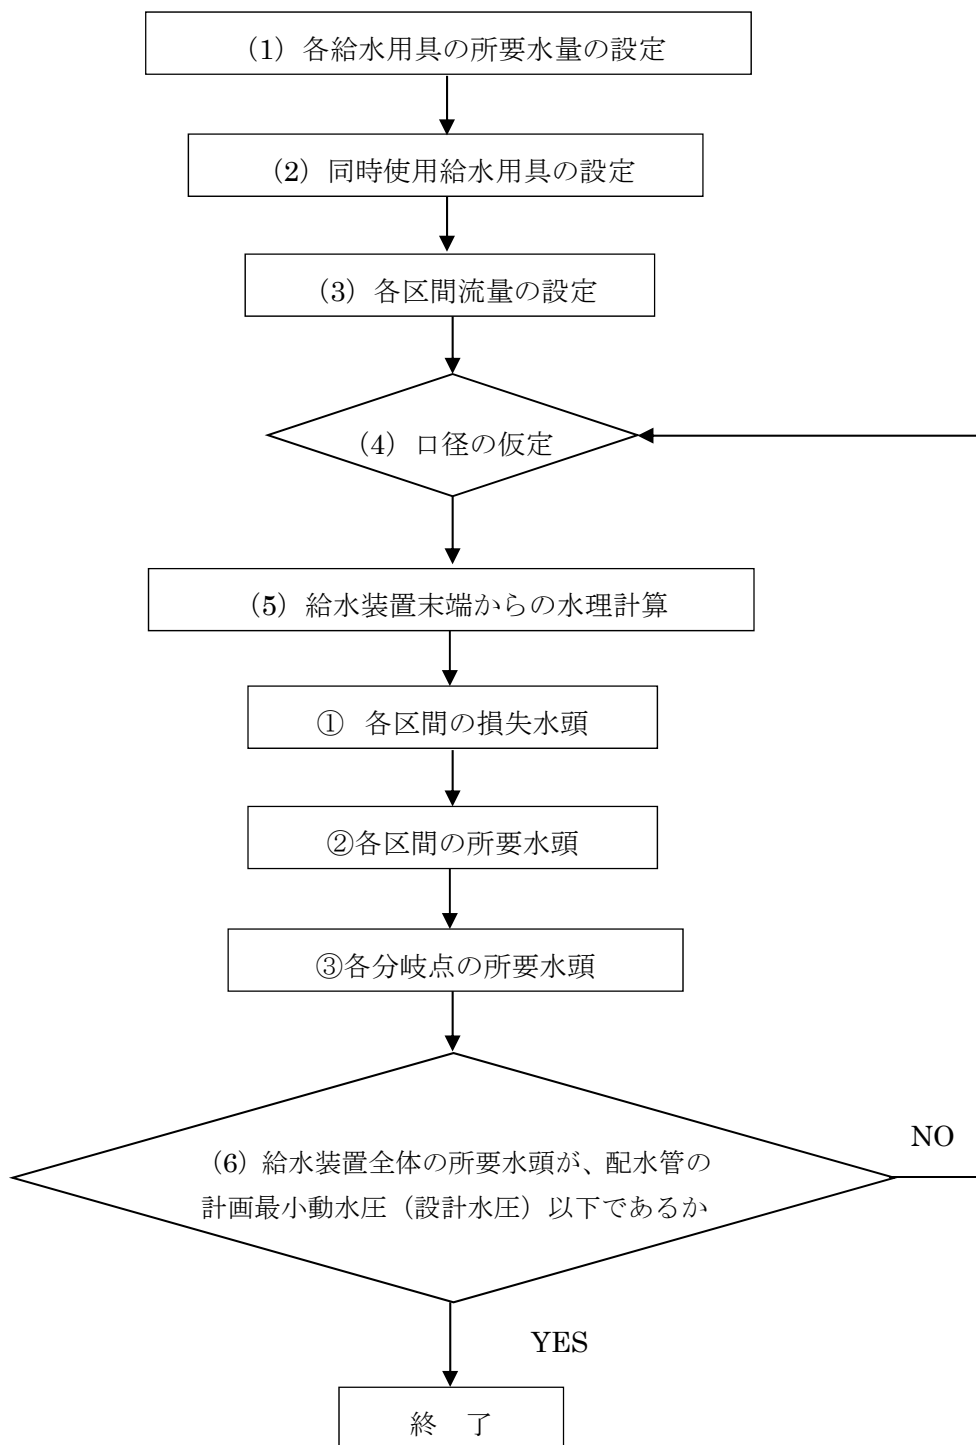 （1）各給水用具の所要水量の設定
（2）同時使用給水用具の設定
（3）各区間流量の設定
（4）口径の仮定
（5）給水装置末端からの水理計算
① 各区間の損失水頭
②各区間の所要水頭
③各分岐点の所要水頭
（6）給水装置全体の所要水頭が、配水管の
計画最小動水圧（設計水圧）以下であるか
NO
YES
終　了